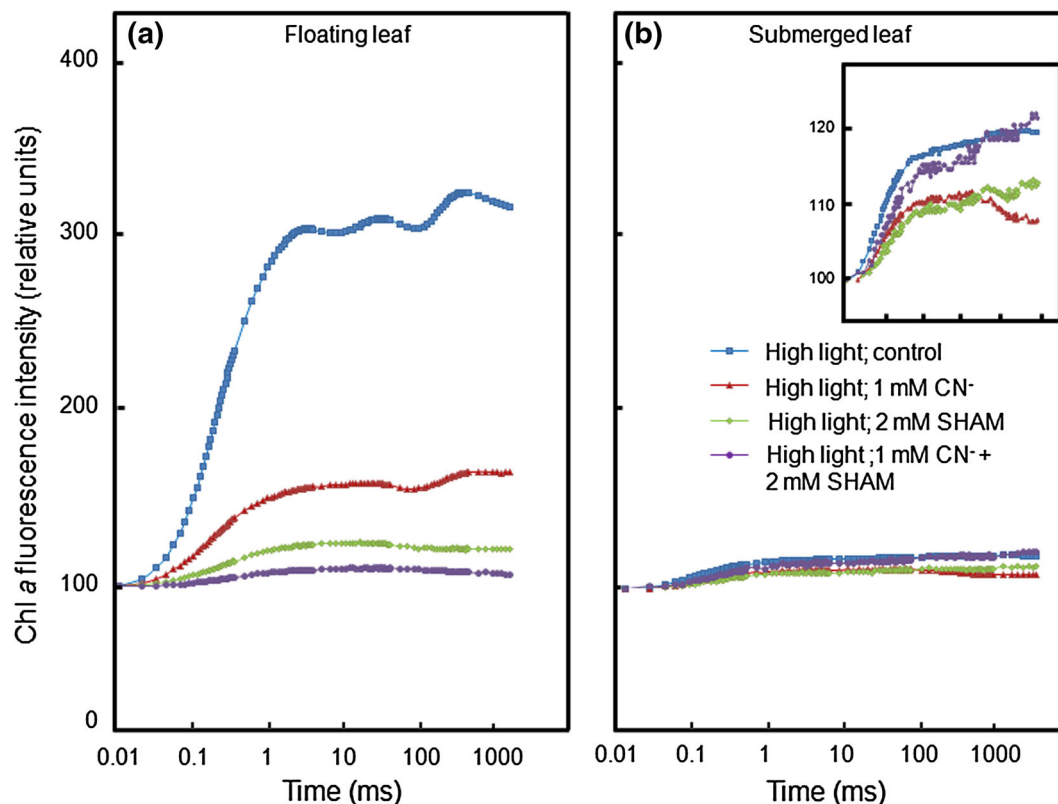 (a) Floating leaf
(b) Submerged leaf
Chl a fluorescence intensity (relative units)
400
300
200
100
0
120
110
100
High light; control
High light; 1 mM CN-
High light; 2 mM SHAM
High light ;1 mM CN- +
2 mM SHAM
0.01 0.1 1 10 100 1000
0.01 0.1 1 10 100 1000
Time (ms)
Time (ms)